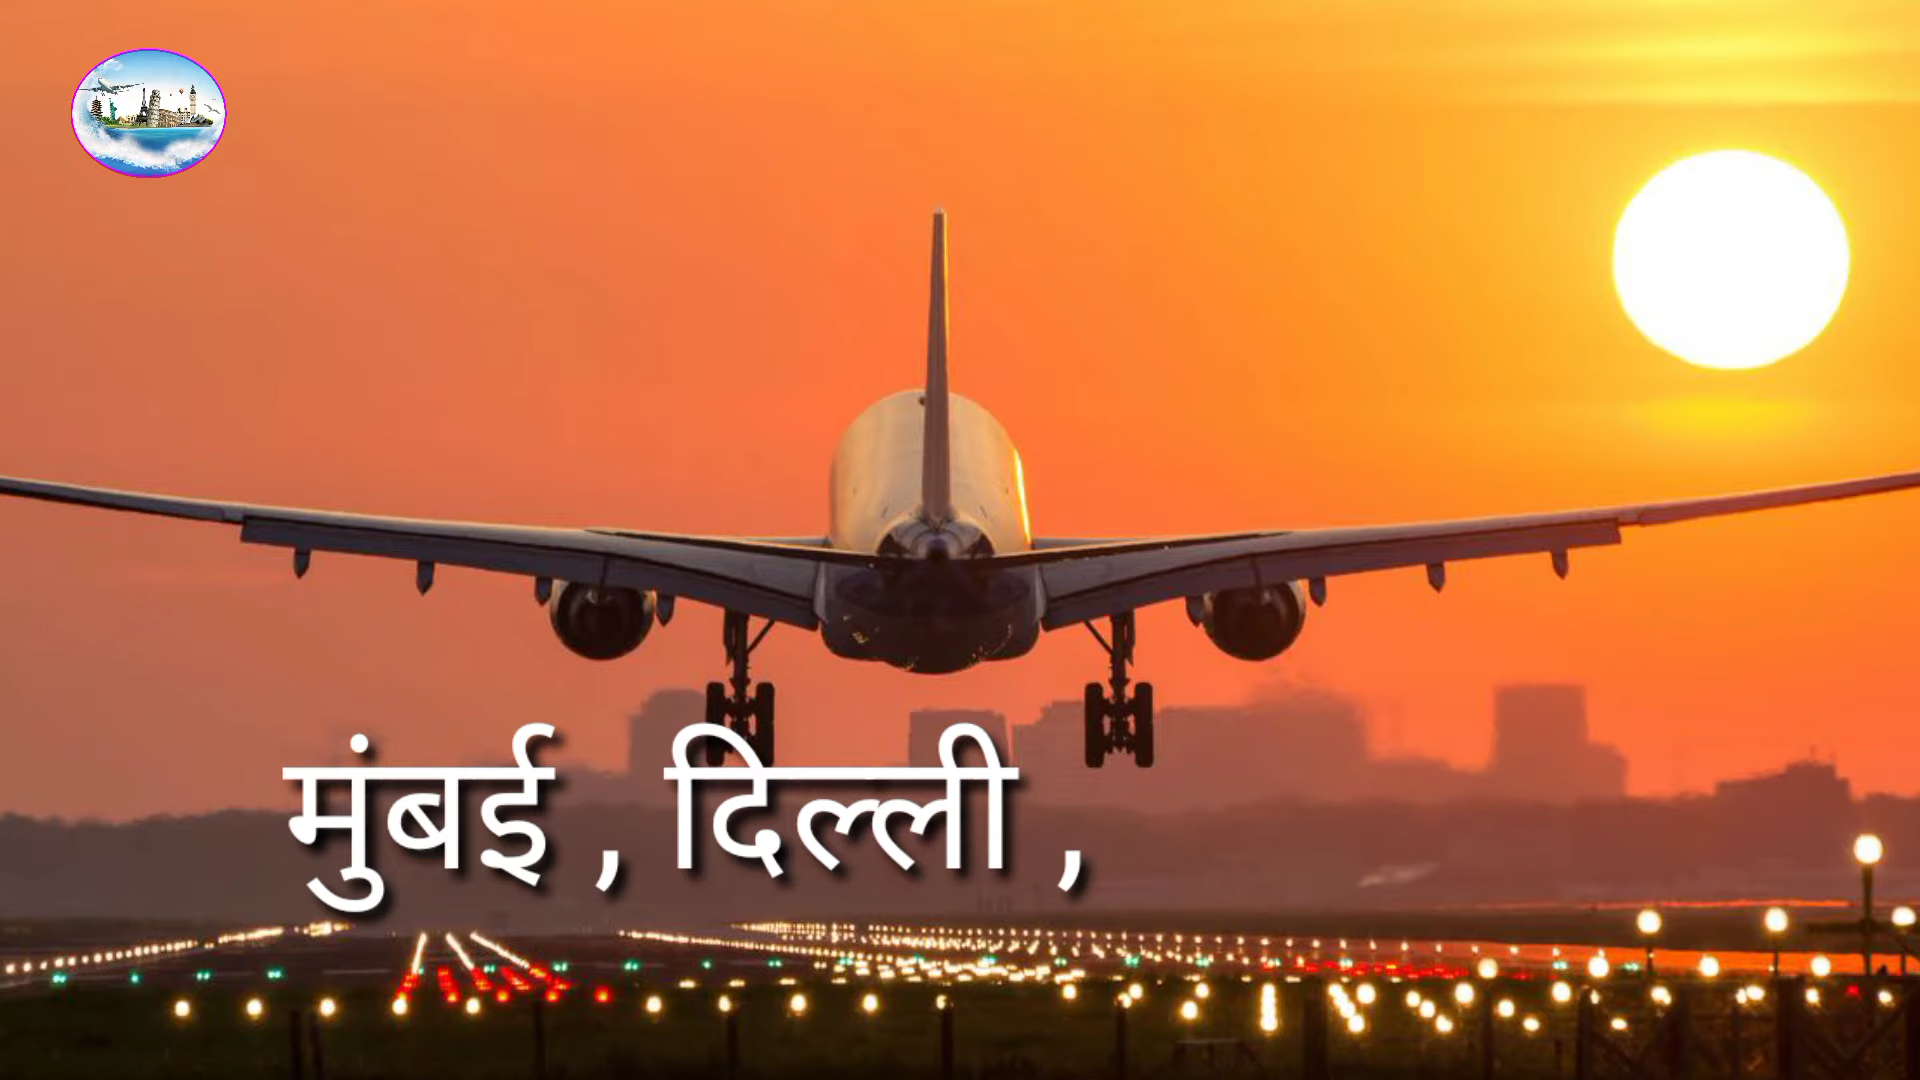 मुंबई , दिल्ली ,